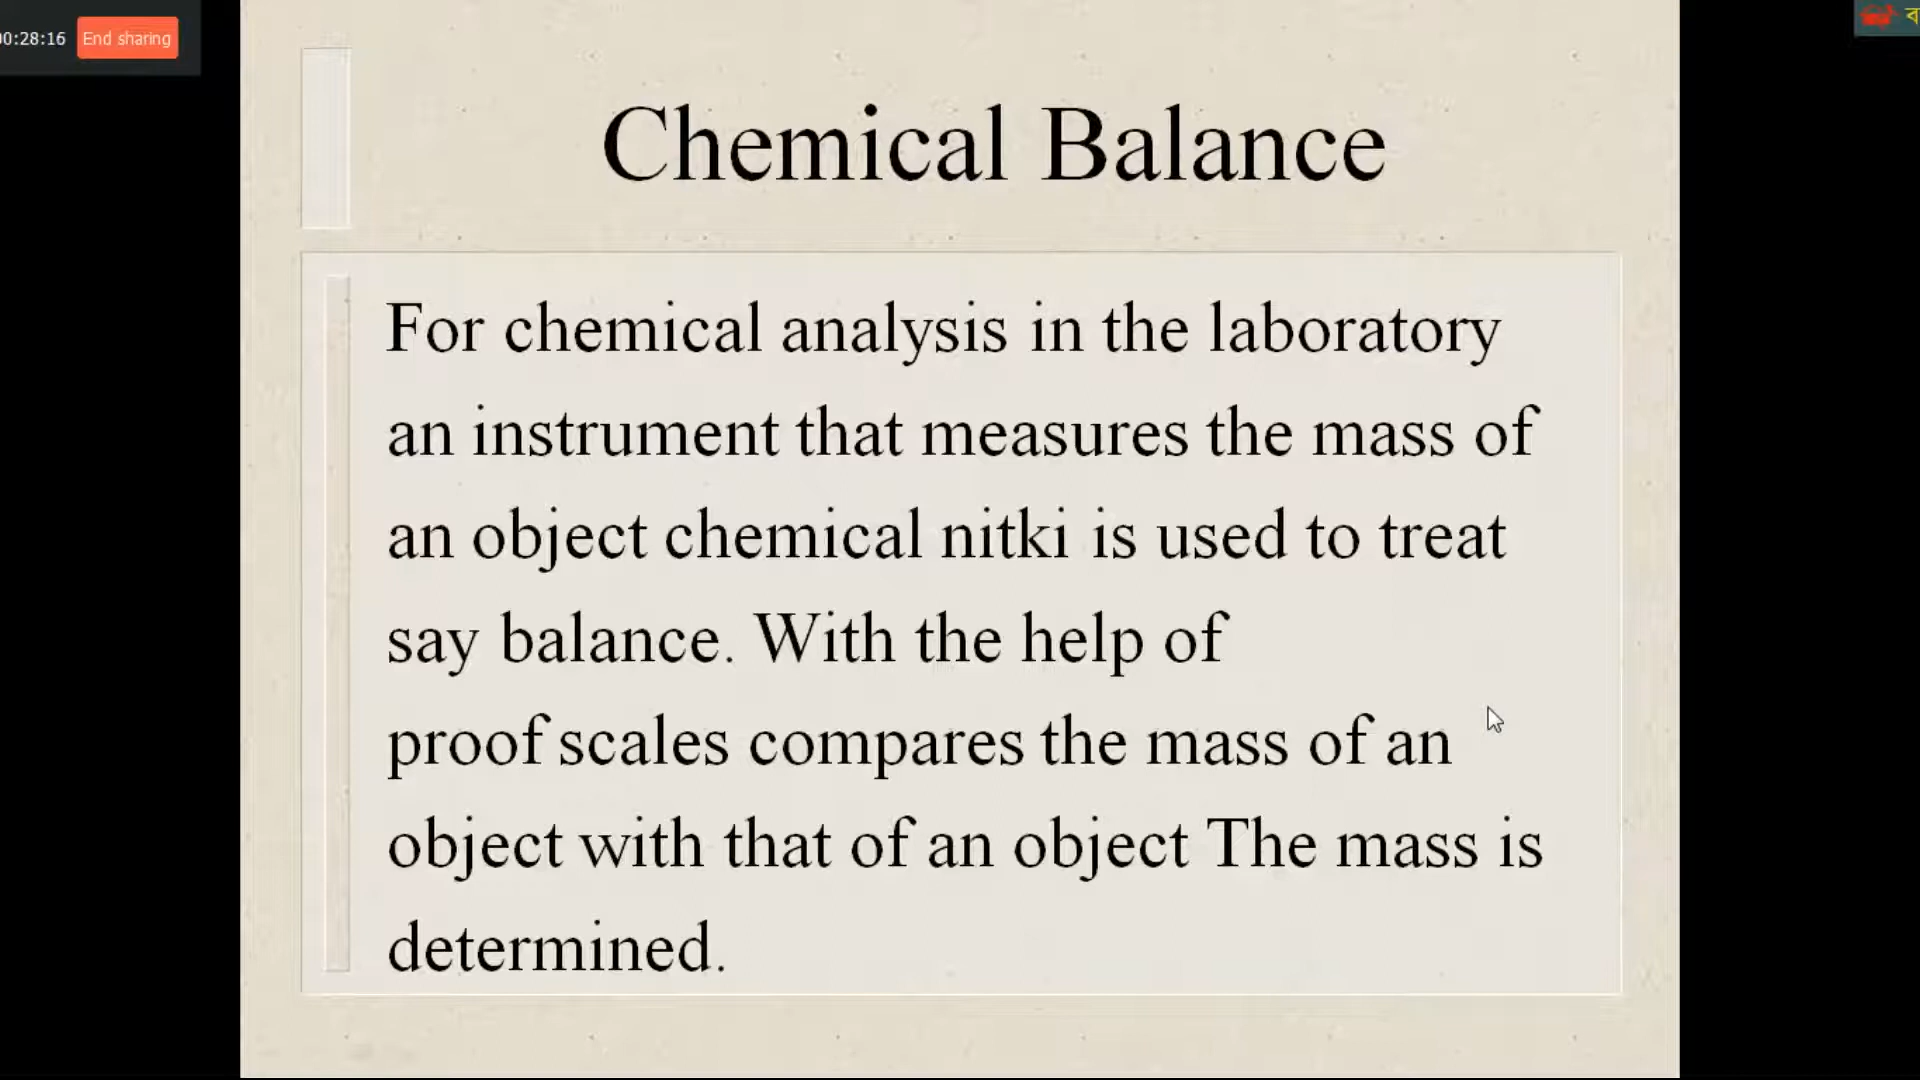 00:28:16 End sharing
Chemical Balance
For chemical analysis in the laboratory
an instrument that measures the mass of
an object chemical nitki is used to treat
say balance. With the help of
proof scales compares the mass of an
object with that of an object The mass is
determined.